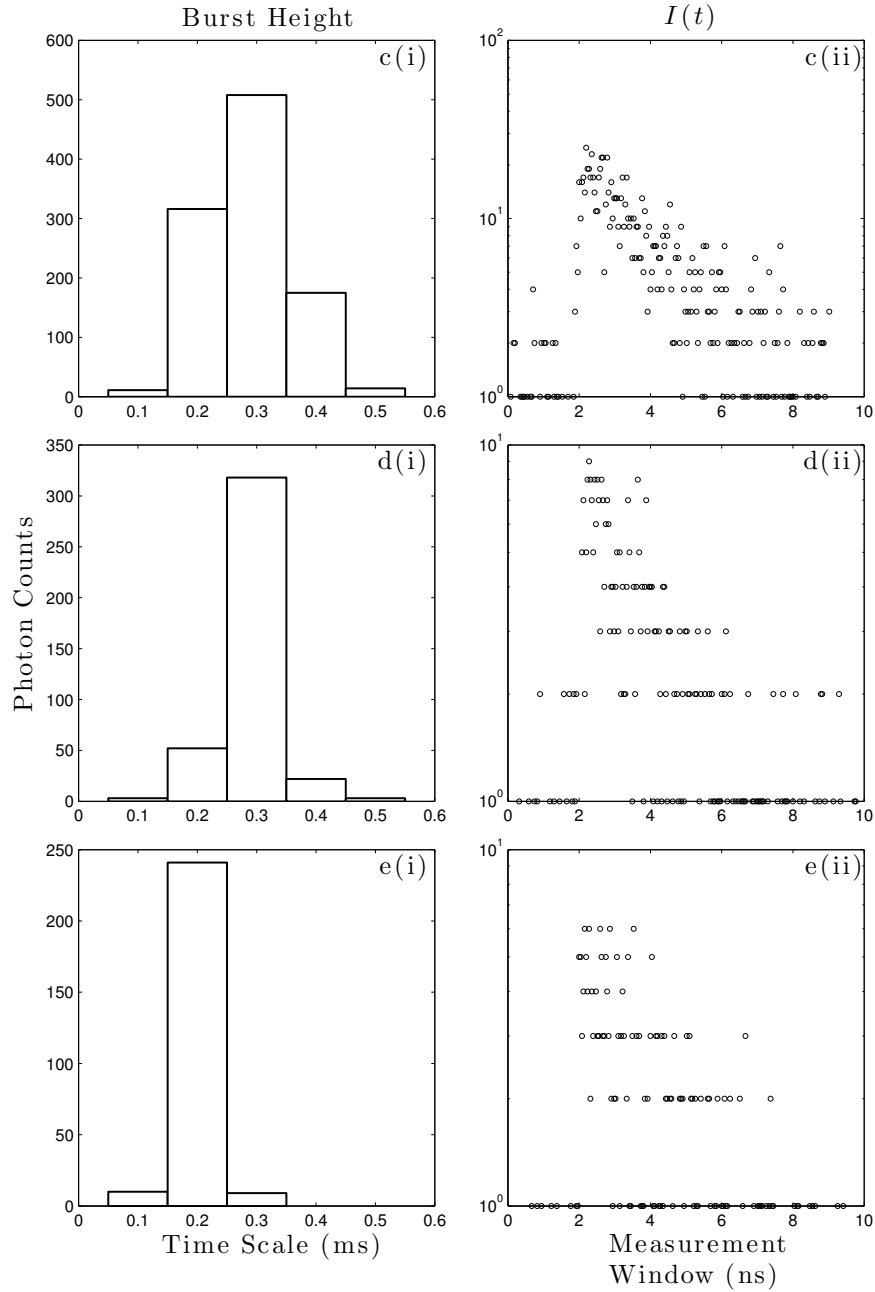 Burst Height
I(t)
c(i)
600
500
400
300
200
100
0
0 0.1 0.2 0.3 0.4 0.5 0.6
c(ii)
10^2
10^1
10^0
0 2 4 6 8 10
d(i)
350
300
250
200
150
100
50
0
0 0.1 0.2 0.3 0.4 0.5 0.6
d(ii)
10^1
10^0
0 2 4 6 8 10
Photon Counts
e(i)
250
200
150
100
50
0
0 0.1 0.2 0.3 0.4 0.5 0.6
Time Scale (ms)
e(ii)
10^1
10^0
0 2 4 6 8 10
Measurement
Window (ns)